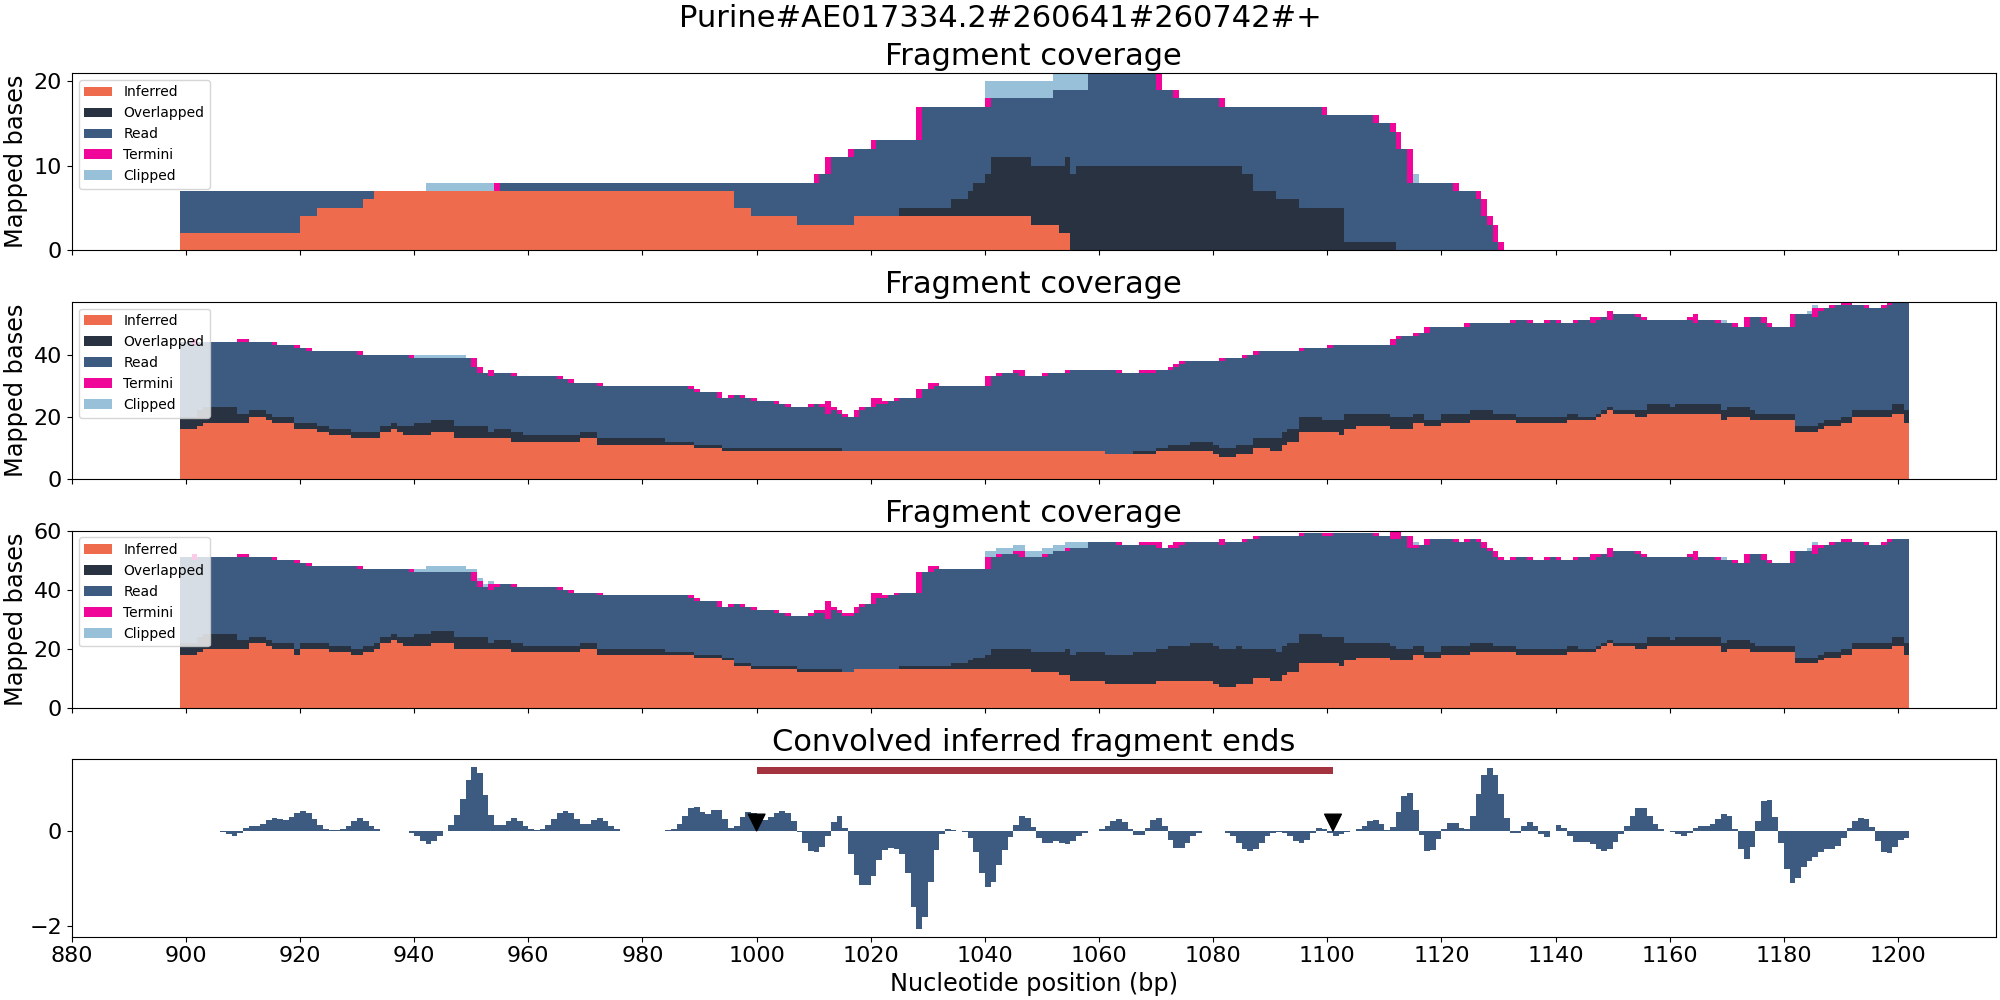 Purine#AE017334.2#260641#260742#+
Fragment coverage
20
10
0
Mapped bases
Inferred
Overlapped
Read
Termini
Clipped
Fragment coverage
40
20
0
Mapped bases
Inferred
Overlapped
Read
Termini
Clipped
Fragment coverage
60
40
20
0
Mapped bases
Inferred
Overlapped
Read
Termini
Clipped
Convolved inferred fragment ends
0
−2
880 900 920 940 960 980 1000 1020 1040 1060 1080 1100 1120 1140 1160 1180 1200
Nucleotide position (bp)